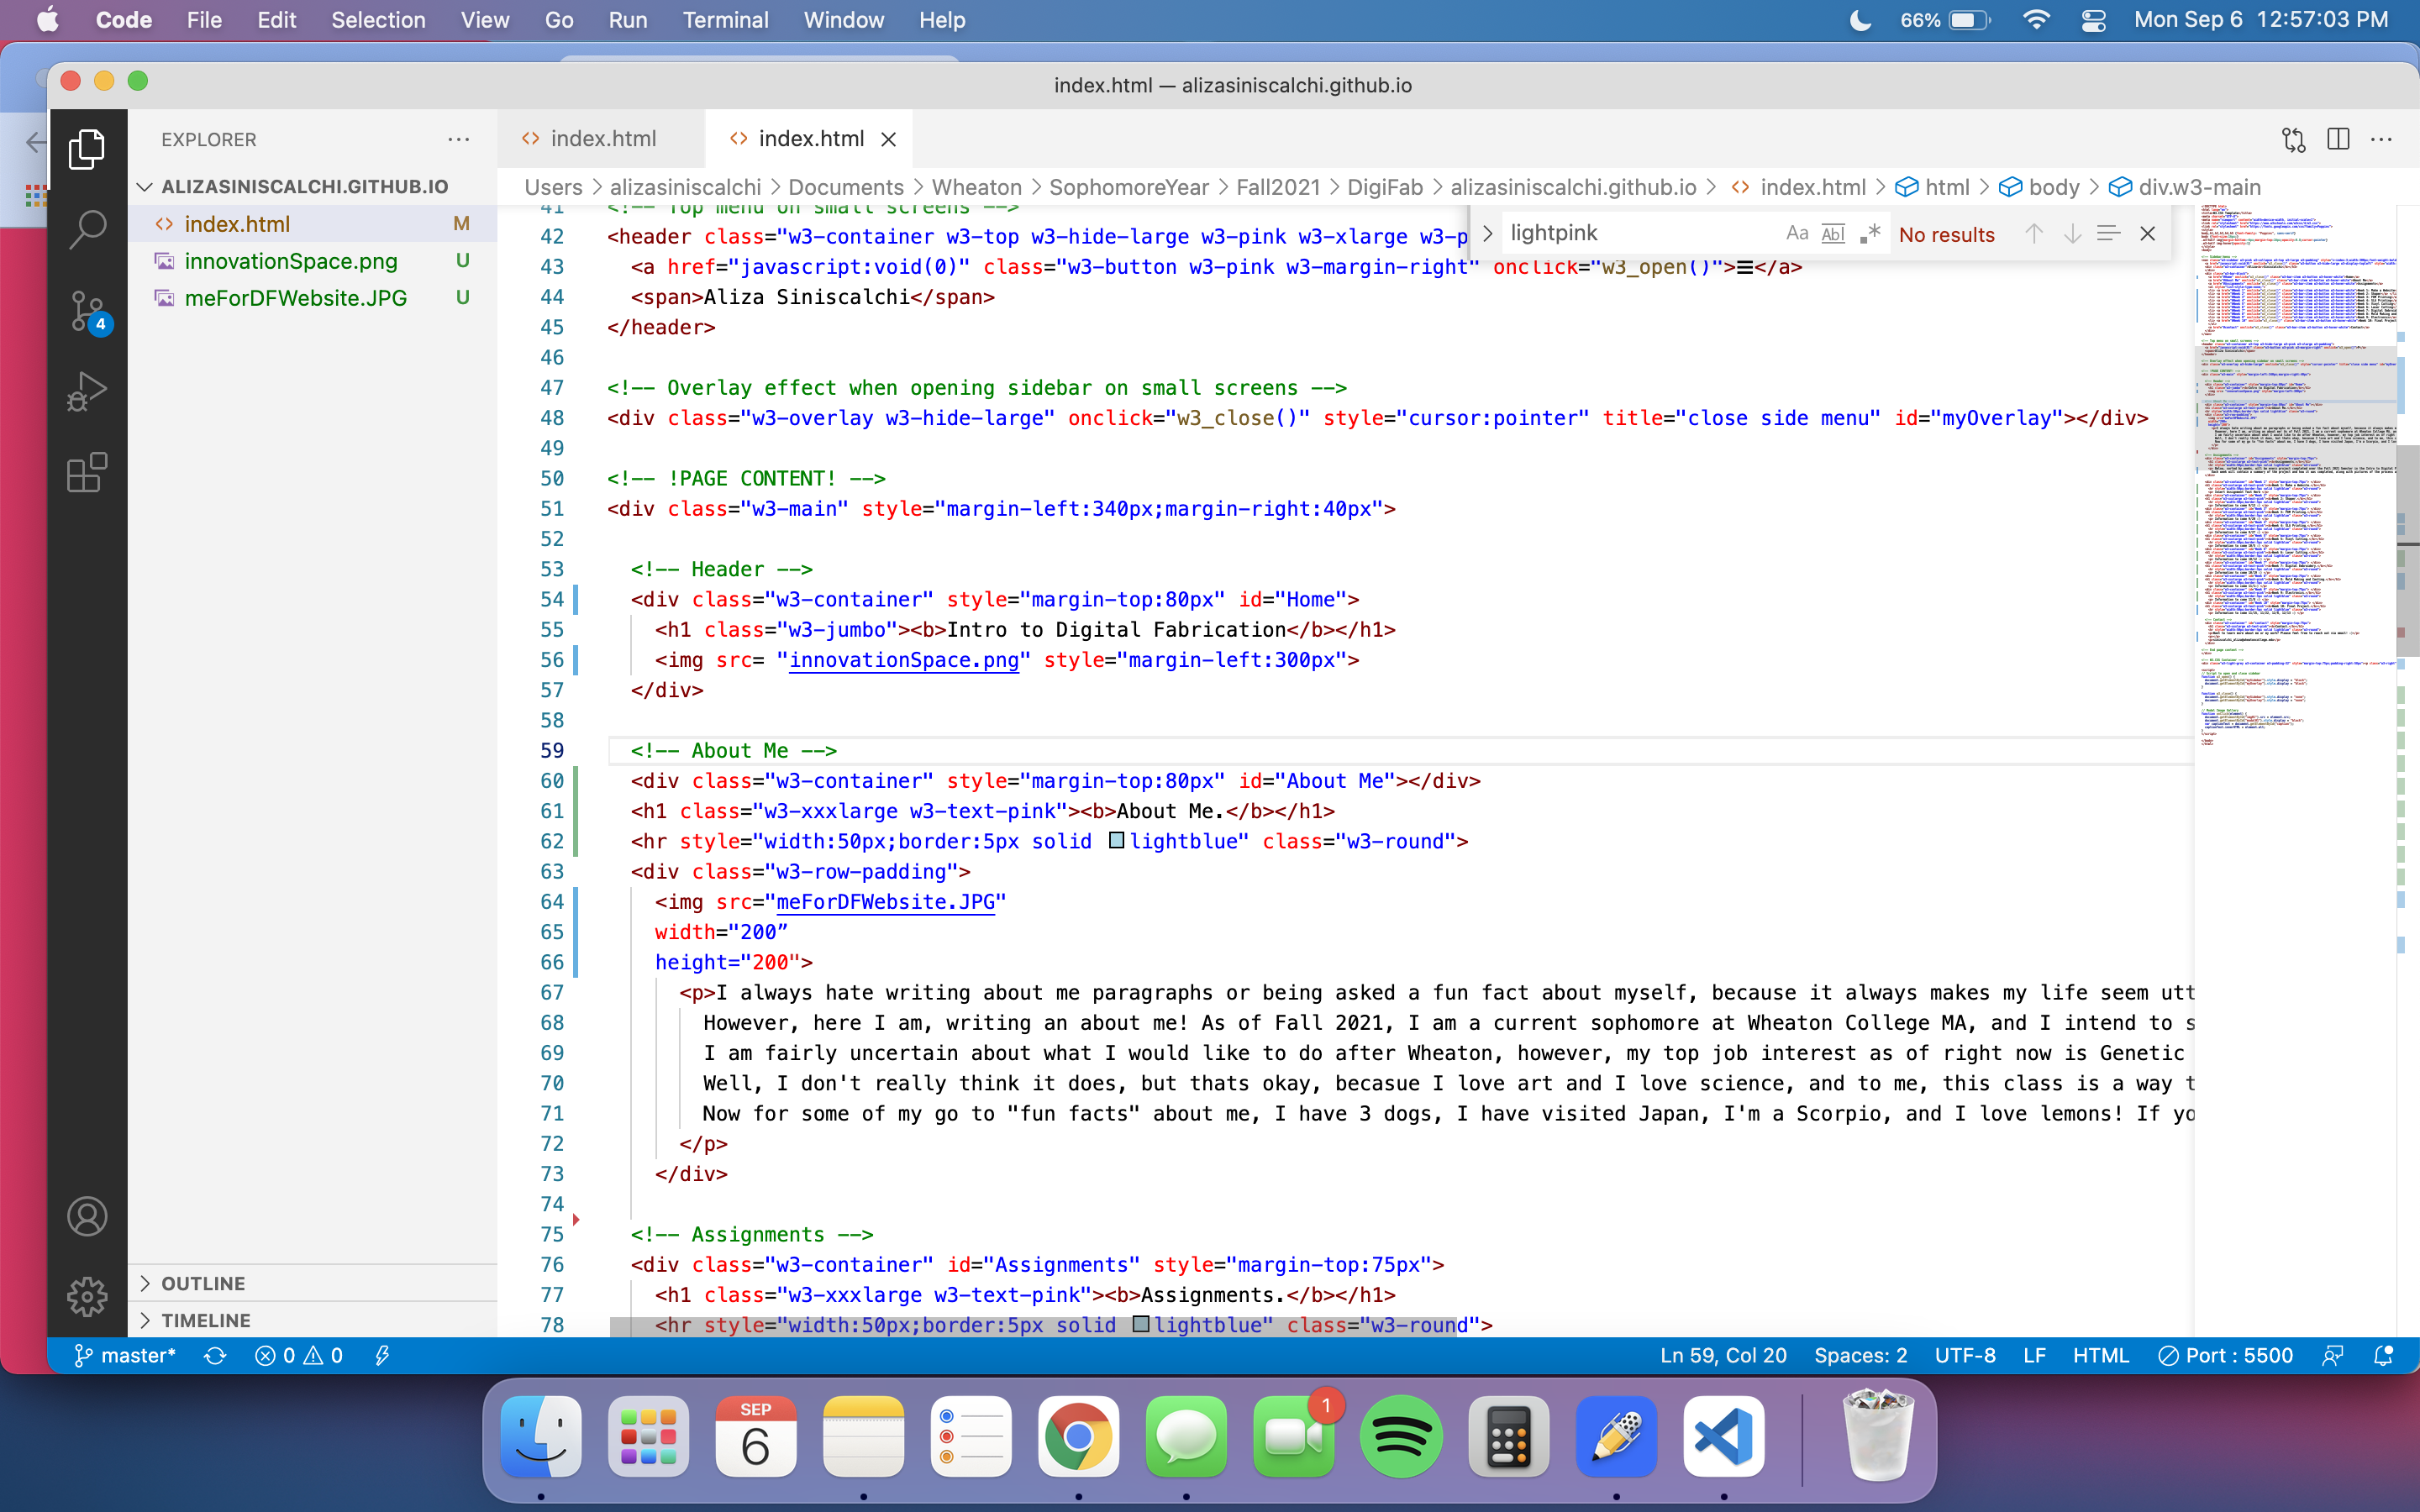 Code File Edit Selection View Go Run Terminal Window Help 66% Mon Sep 6 12:57:03 PM
index.html — alizasiniscalchi.github.io
EXPLORER
index.html
index.html
Users > alizasiniscalchi > Documents > Wheaton > SophomoreYear > Fall2021 > DigiFab > alizasiniscalchi.github.io > index.html > html > body > div.w3-main
ALIZASINISCALCHI.GITHUB.IO
index.html M
innovationSpace.png U
meForDFWebsite.JPG U
4
OUTLINE
TIMELINE
lightpink Aa Abl .* No results
41 <!-- Top menu on small screens -->
42 <header class="w3-container w3-top w3-hide-large w3-pink w3-xlarge w3-p
43 <a href="javascript:void(0)" class="w3-button w3-pink w3-margin-right" onclick="w3_open()">☰</a>
44 <span>Aliza Siniscalchi</span>
45 </header>
46
47 <!-- Overlay effect when opening sidebar on small screens -->
48 <div class="w3-overlay w3-hide-large" onclick="w3_close()" style="cursor:pointer" title="close side menu" id="myOverlay"></div>
49
50 <!-- !PAGE CONTENT! -->
51 <div class="w3-main" style="margin-left:340px;margin-right:40px">
52
53 <!-- Header -->
54 <div class="w3-container" style="margin-top:80px" id="Home">
55 <h1 class="w3-jumbo"><b>Intro to Digital Fabrication</b></h1>
56 <img src= "innovationSpace.png" style="margin-left:300px">
57 </div>
58
59 <!-- About Me -->
60 <div class="w3-container" style="margin-top:80px" id="About Me"></div>
61 <h1 class="w3-xxxlarge w3-text-pink"><b>About Me.</b></h1>
62 <hr style="width:50px;border:5px solid lightblue" class="w3-round">
63 <div class="w3-row-padding">
64 <img src="meForDFWebsite.JPG"
65 width="200”
66 height="200">
67 <p>I always hate writing about me paragraphs or being asked a fun fact about myself, because it always makes my life seem utt
68 However, here I am, writing an about me! As of Fall 2021, I am a current sophomore at Wheaton College MA, and I intend to s
69 I am fairly uncertain about what I would like to do after Wheaton, however, my top job interest as of right now is Genetic
70 Well, I don't really think it does, but thats okay, becasue I love art and I love science, and to me, this class is a way t
71 Now for some of my go to "fun facts" about me, I have 3 dogs, I have visited Japan, I'm a Scorpio, and I love lemons! If yo
72 </p>
73 </div>
74
75 <!-- Assignments -->
76 <div class="w3-container" id="Assignments" style="margin-top:75px">
77 <h1 class="w3-xxxlarge w3-text-pink"><b>Assignments.</b></h1>
78 <hr style="width:50px;border:5px solid lightblue" class="w3-round">
master* 0 0 Ln 59, Col 20 Spaces: 2 UTF-8 LF HTML Port : 5500
SEP
6
1